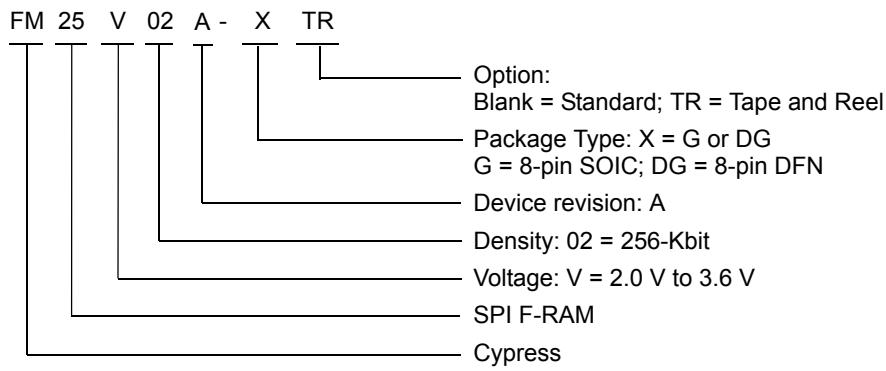 FM 25 V 02 A - X TR
Option:
Blank = Standard; TR = Tape and Reel
Package Type: X = G or DG
G = 8-pin SOIC; DG = 8-pin DFN
Device revision: A
Density: 02 = 256-Kbit
Voltage: V = 2.0 V to 3.6 V
SPI F-RAM
Cypress